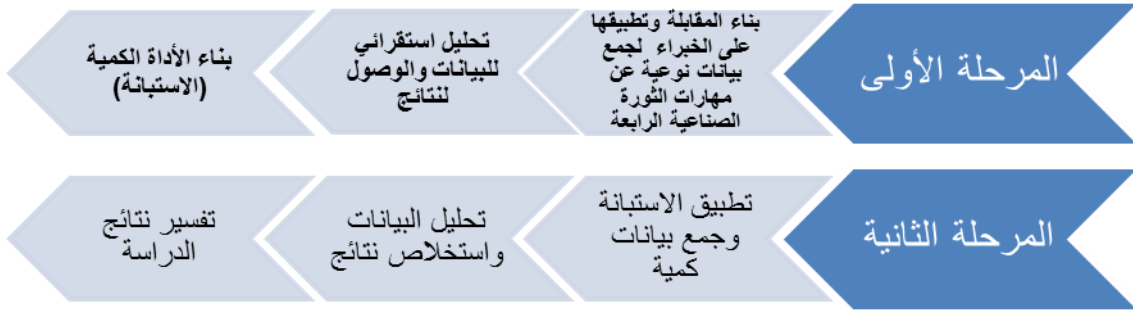 المرحلة الأولى
بناء المقابلة وتطبيقها
على الخبراء لجمع
بيانات نوعية عن
مهارات الثورة
الصناعية الرابعة
تحليل استقرائي
للبيانات والوصول
لنتائج
بناء الأداة الكمية
(الاستبانة)
المرحلة الثانية
تطبيق الاستبانة
وجمع بيانات
كمية
تحليل البيانات
واستخلاص نتائج
تفسير نتائج
الدراسة